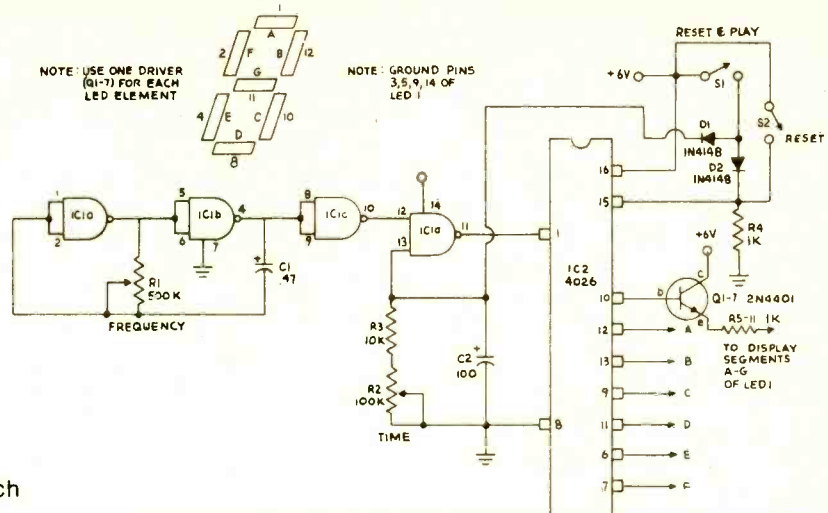 1
A
2
F
B
12
G
11
4
E
C
10
D
8
NOTE: USE ONE DRIVER
(Q1-7) FOR EACH
LED ELEMENT
NOTE: GROUND PINS
3,5,9,14 OF
LED 1
RESET & PLAY
+6V
S1
S2
RESET
D1
1N4148
D2
1N4148
16
15
R4
1K
1
2
IC1a
5
6
IC1b
4
7
8
9
IC1c
10
12
13
14
IC1d
11
1
IC2
4026
R1
500K
FREQUENCY
C1
.47
R3
10K
R2
100K
TIME
C2
100
8
+6V
10
b
c
e
Q1-7 2N4401
R5-11 1K
TO DISPLAY
SEGMENTS
A-G
OF LED1
12 A
13 B
9 C
11 D
6 E
7 F
ch